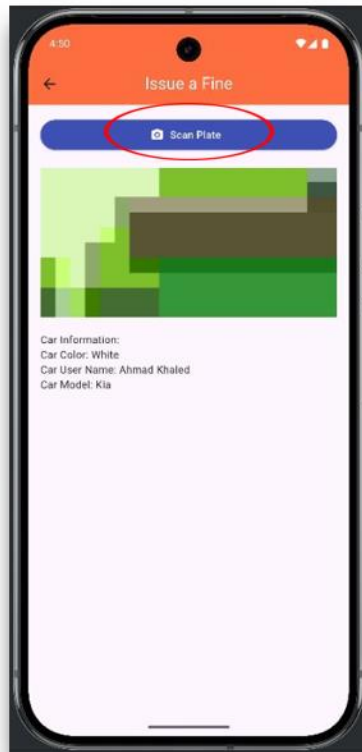 4:50
Issue a Fine
Scan Plate
Car Information:
Car Color: White
Car User Name: Ahmad Khaled
Car Model: Kia